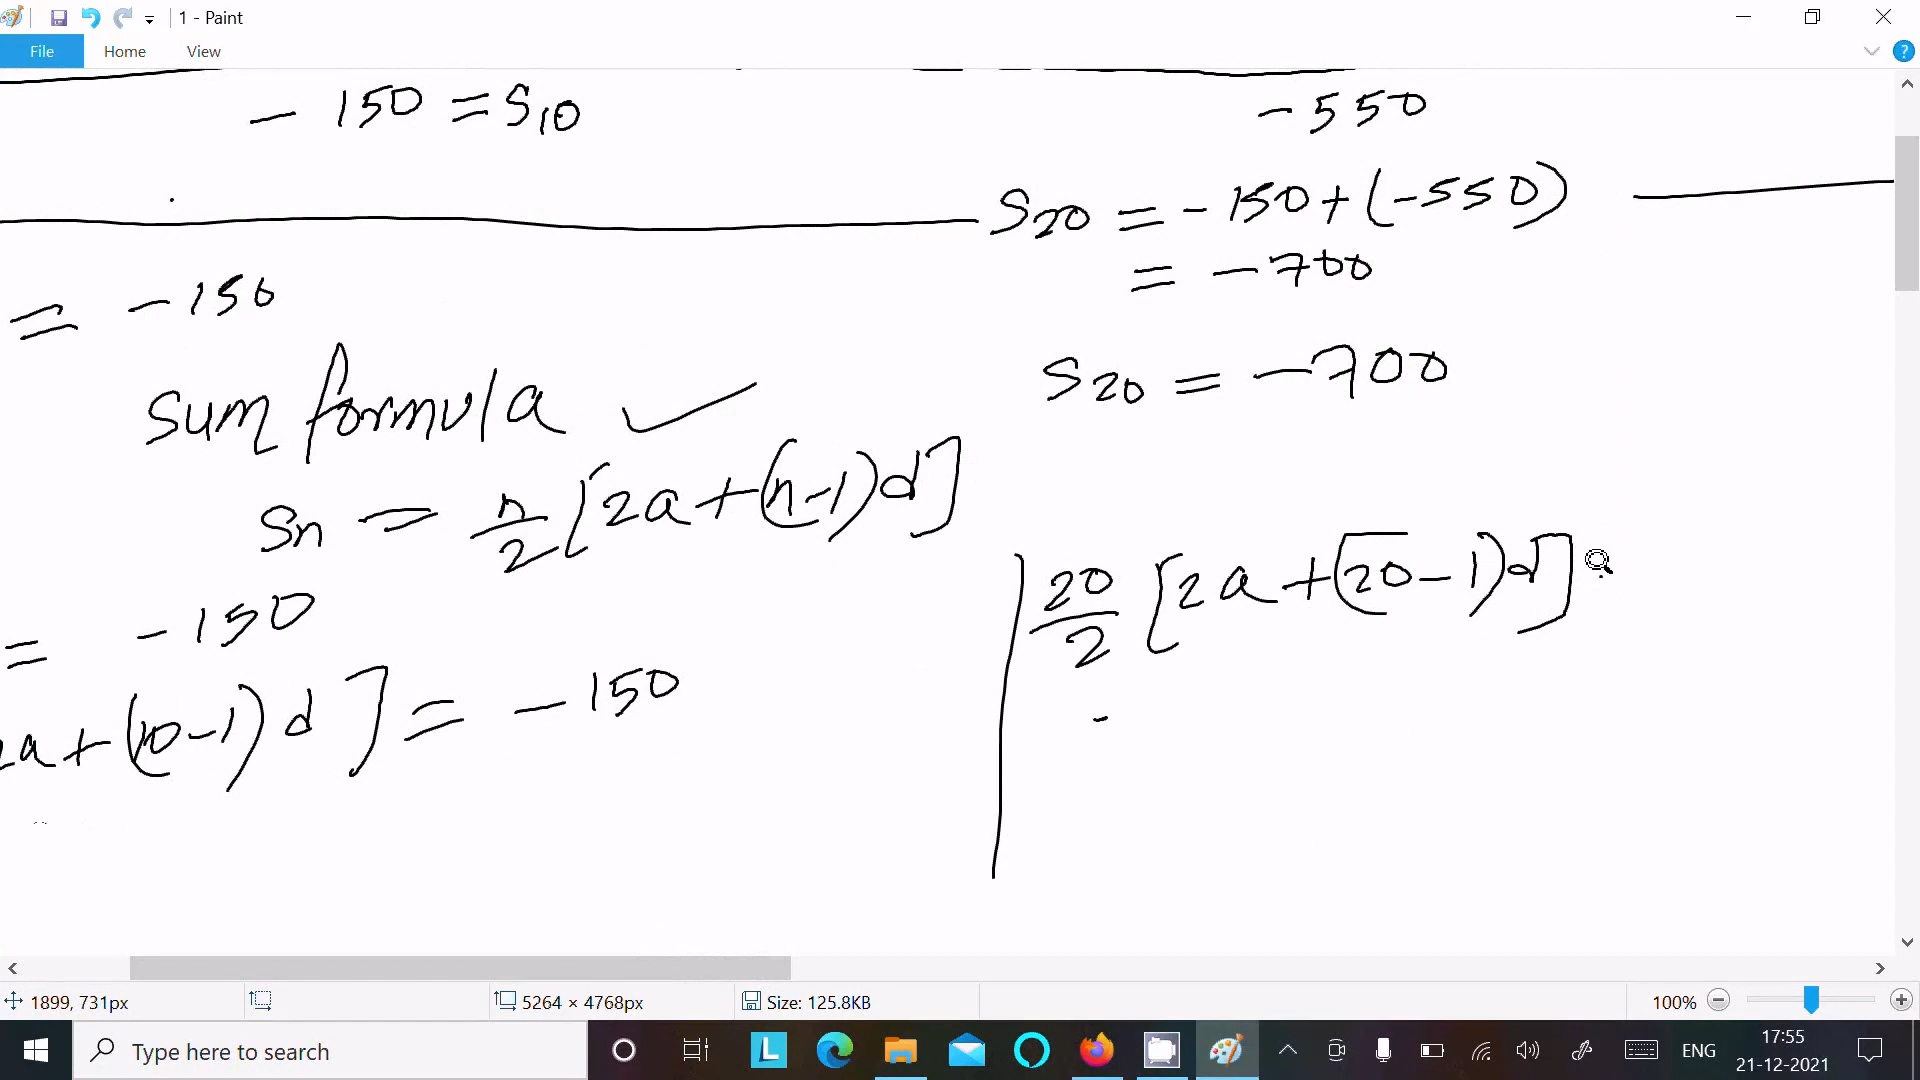 1 - Paint
File Home View
- 150 = S10
- 550
S20 = - 150 + (-550)
= - 700
= - 150
S20 = - 700
sum formula ✓
Sn = n/2 [2a + (n-1)d]
20/2 [2a + (20 - 1)d]
= - 150
2a + (10 - 1) d ] = - 150
1899, 731px
5264 × 4768px
Size: 125.8KB
100%
Type here to search
ENG
17:55
21-12-2021